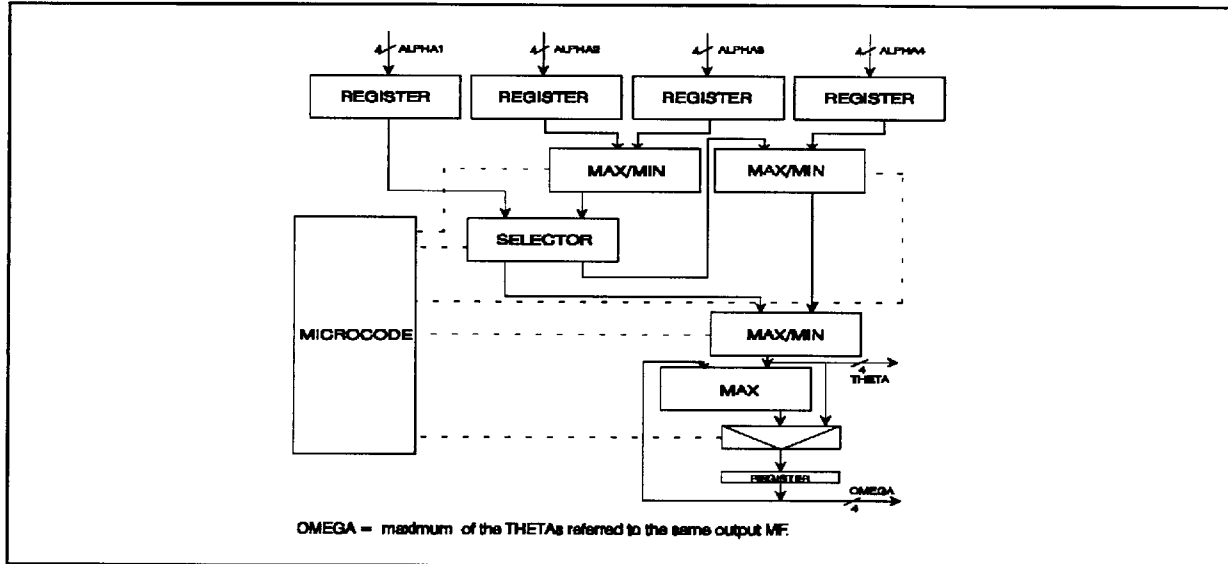 4 ALPHA1 4 ALPHA2 4 ALPHA3 4 ALPHA4
REGISTER REGISTER REGISTER REGISTER
MAX/MIN MAX/MIN
SELECTOR
MICROCODE MAX/MIN
4
THETA
MAX
REGISTER
OMEGA
4
OMEGA = maximum of the THETAs referred to the same output MF.